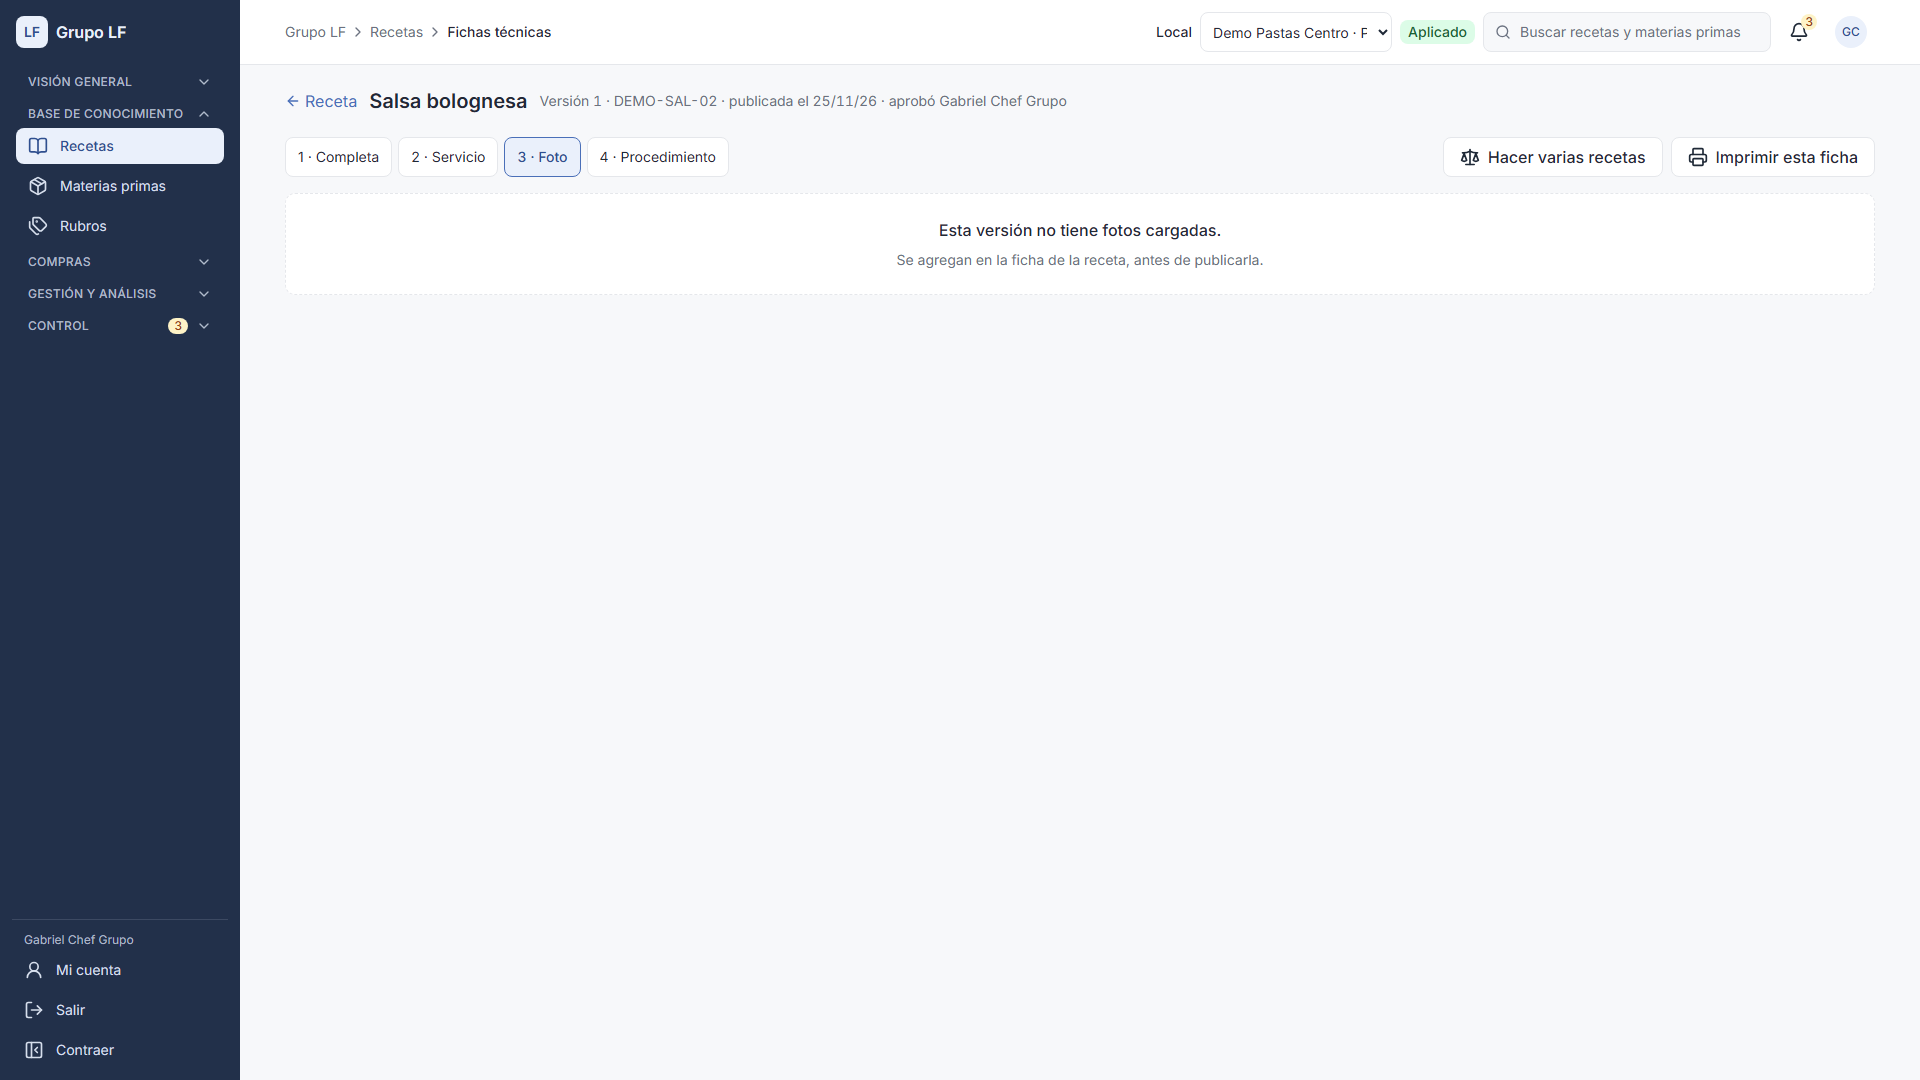 LF Grupo LF
VISIÓN GENERAL
BASE DE CONOCIMIENTO
Recetas
Materias primas
Rubros
COMPRAS
GESTIÓN Y ANÁLISIS
CONTROL 3
Gabriel Chef Grupo
Mi cuenta
Salir
Contraer
Grupo LF > Recetas > Fichas técnicas
Local Demo Pastas Centro · P Aplicado Buscar recetas y materias primas 3 GC
← Receta Salsa bolognesa Versión 1 · DEMO-SAL-02 · publicada el 25/11/26 · aprobó Gabriel Chef Grupo
1 · Completa 2 · Servicio 3 · Foto 4 · Procedimiento Hacer varias recetas Imprimir esta ficha
Esta versión no tiene fotos cargadas.
Se agregan en la ficha de la receta, antes de publicarla.